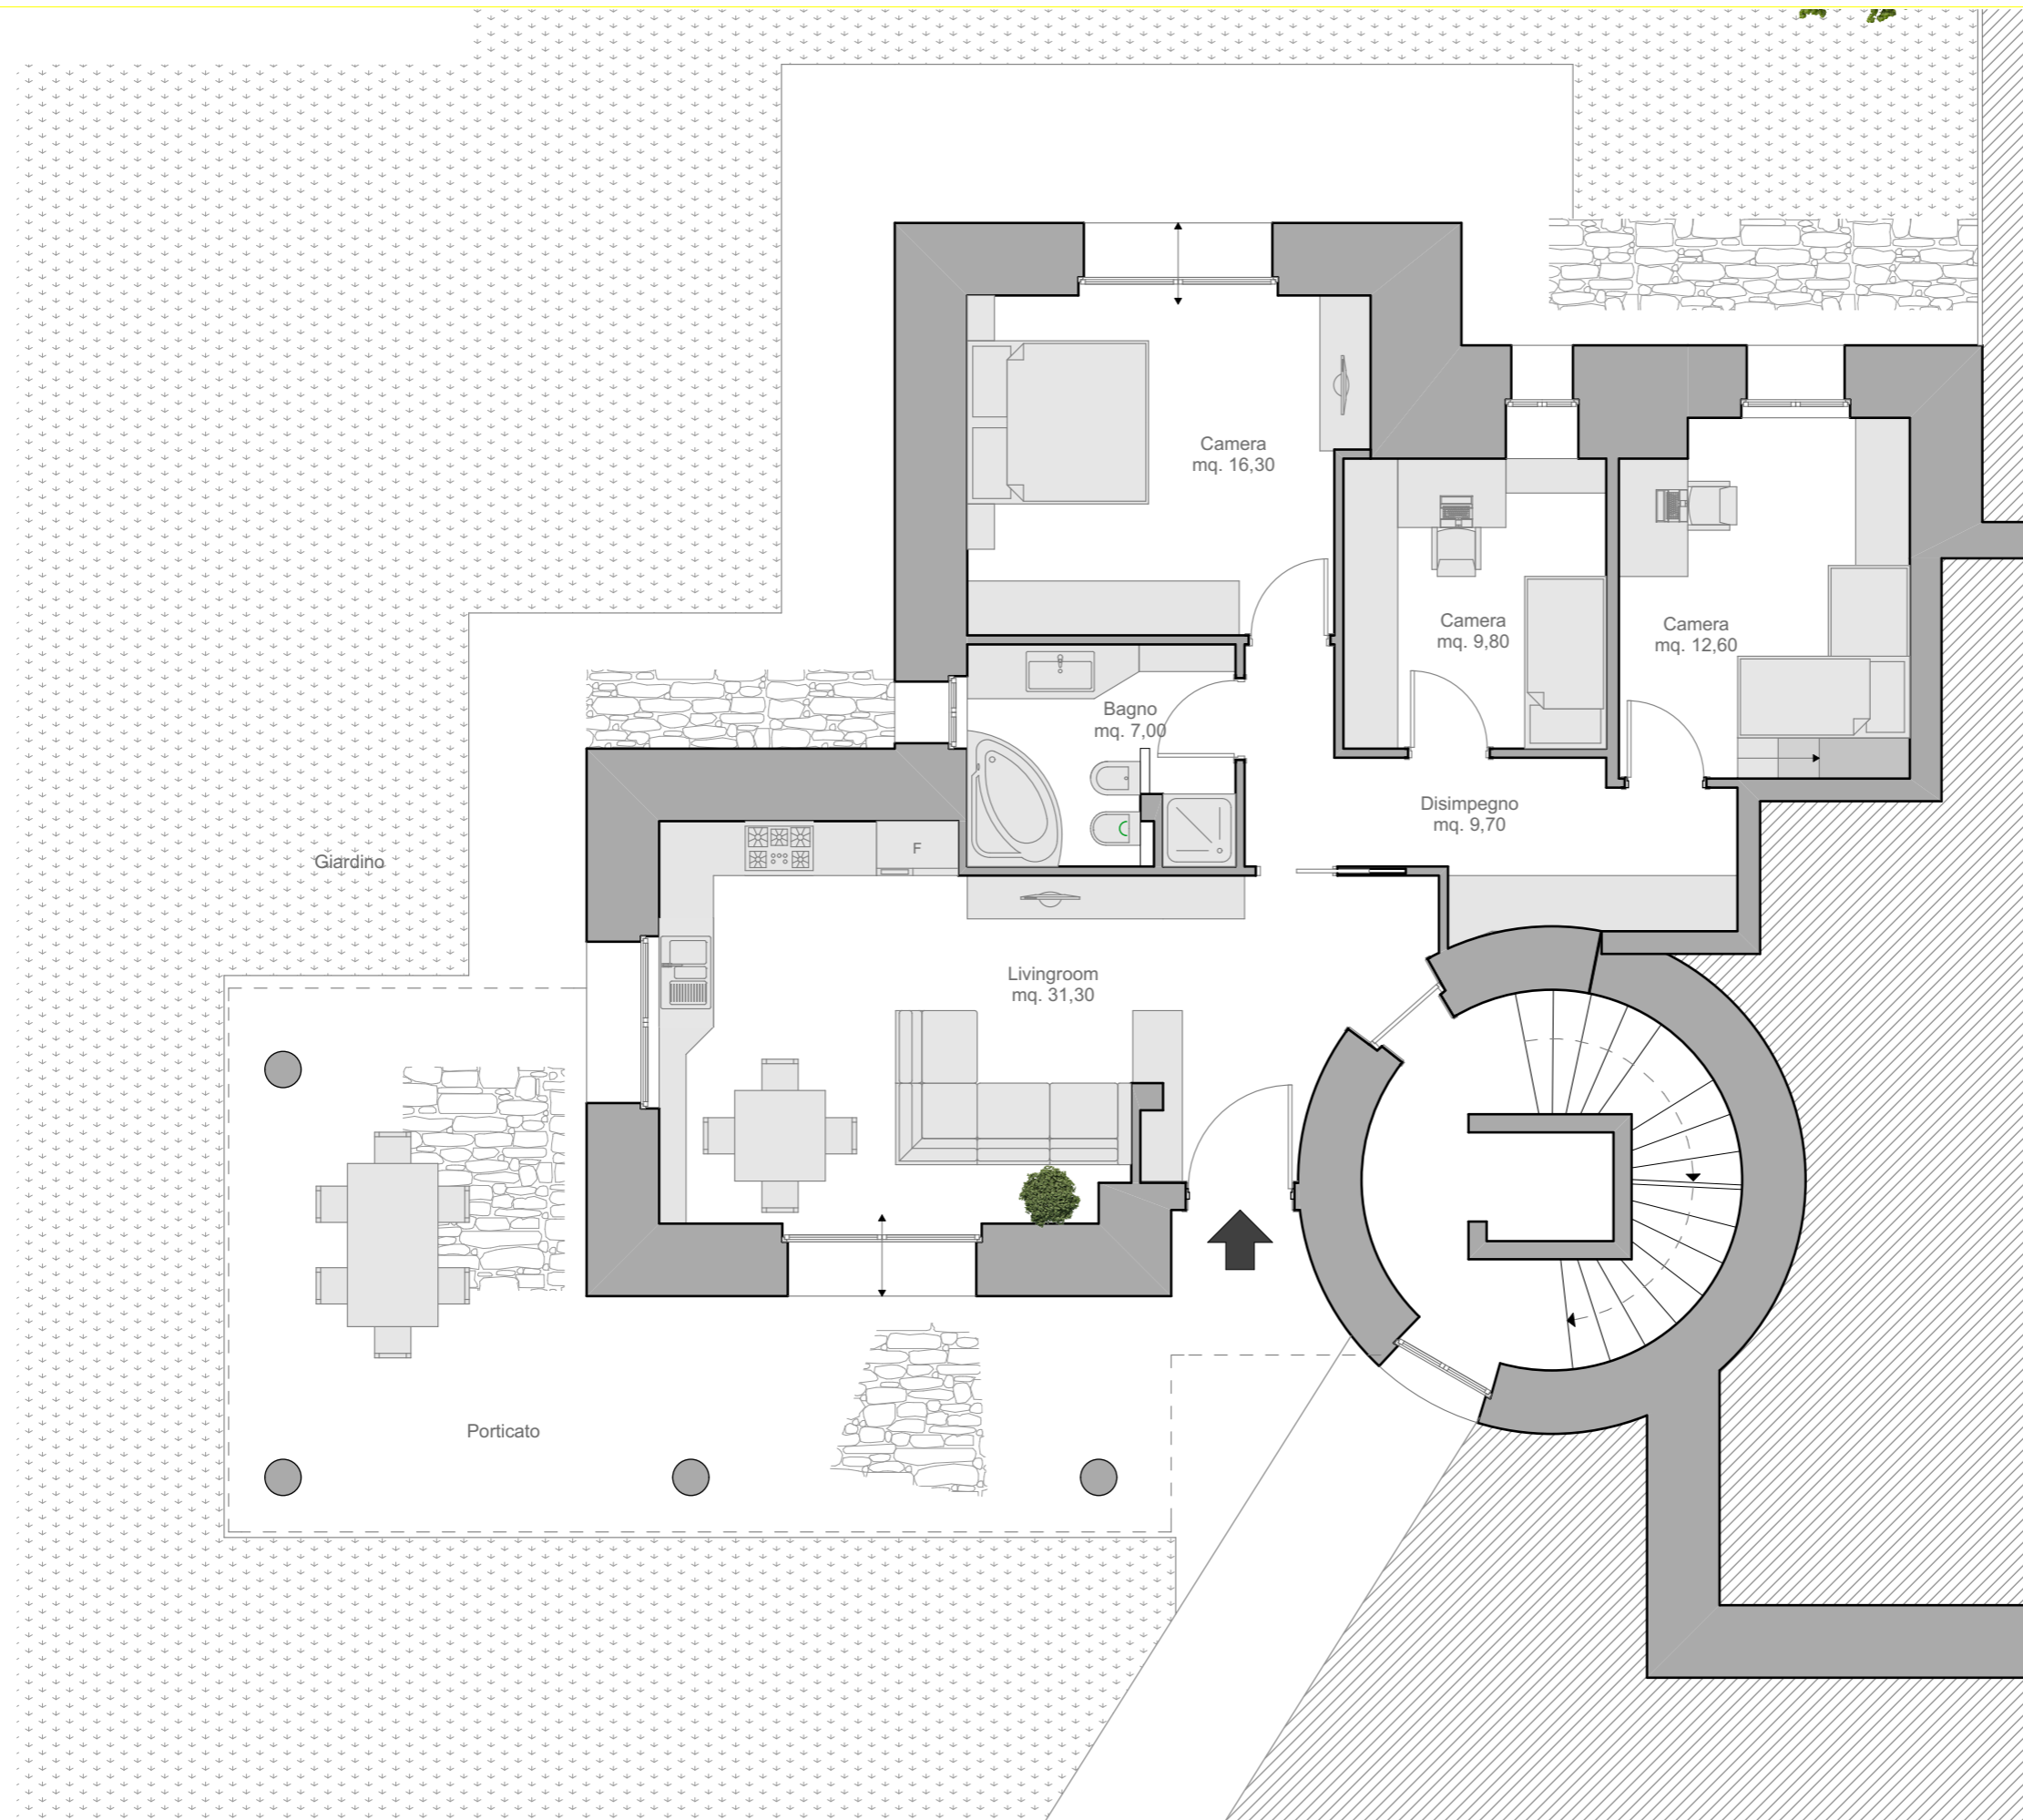 Camera
mq. 16,30
Camera
mq. 9,80
Camera
mq. 12,60
Bagno
mq. 7,00
Disimpegno
mq. 9,70
F
Giardino
Livingroom
mq. 31,30
Porticato